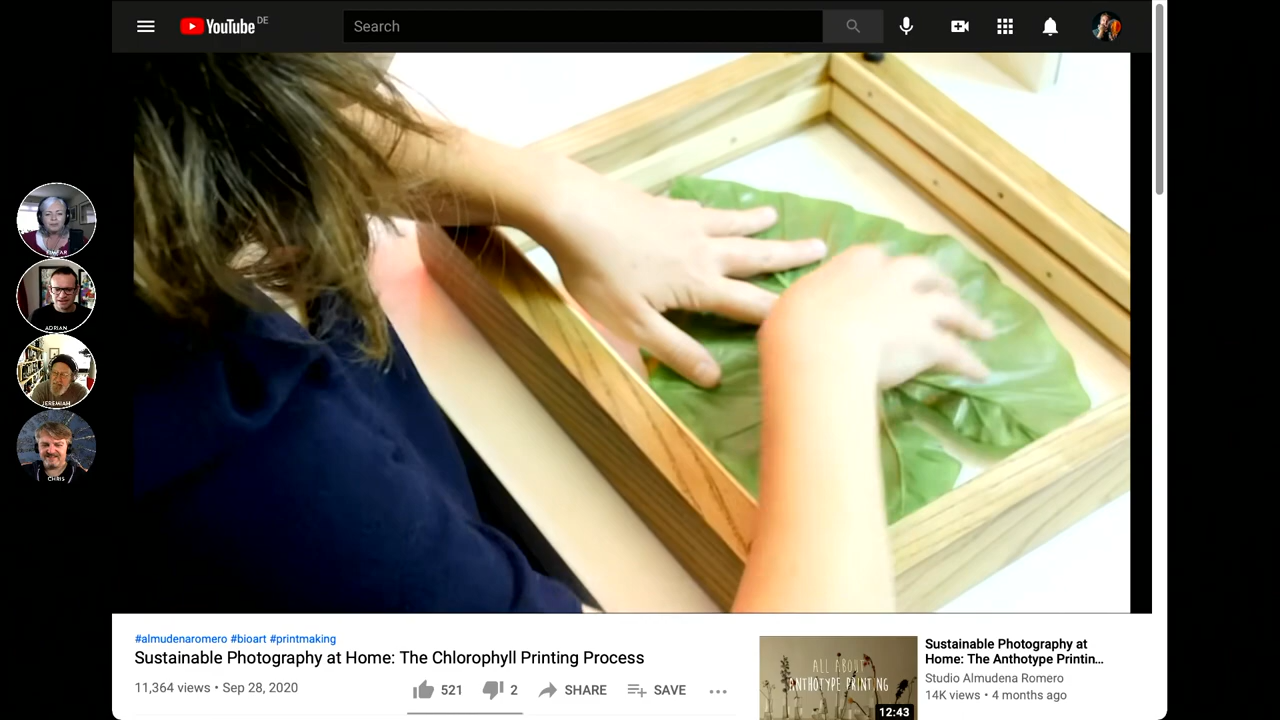 YouTube DE
Search
ADRIAN
JEREMIAH
CHRIS
#almudenaromero #bioart #printmaking
Sustainable Photography at Home: The Chlorophyll Printing Process
11,364 views • Sep 28, 2020
521
2
SHARE
SAVE
ALL ABOUT
ANTHOTYPE PRINTING
12:43
Sustainable Photography at
Home: The Anthotype Printin...
Studio Almudena Romero
14K views • 4 months ago